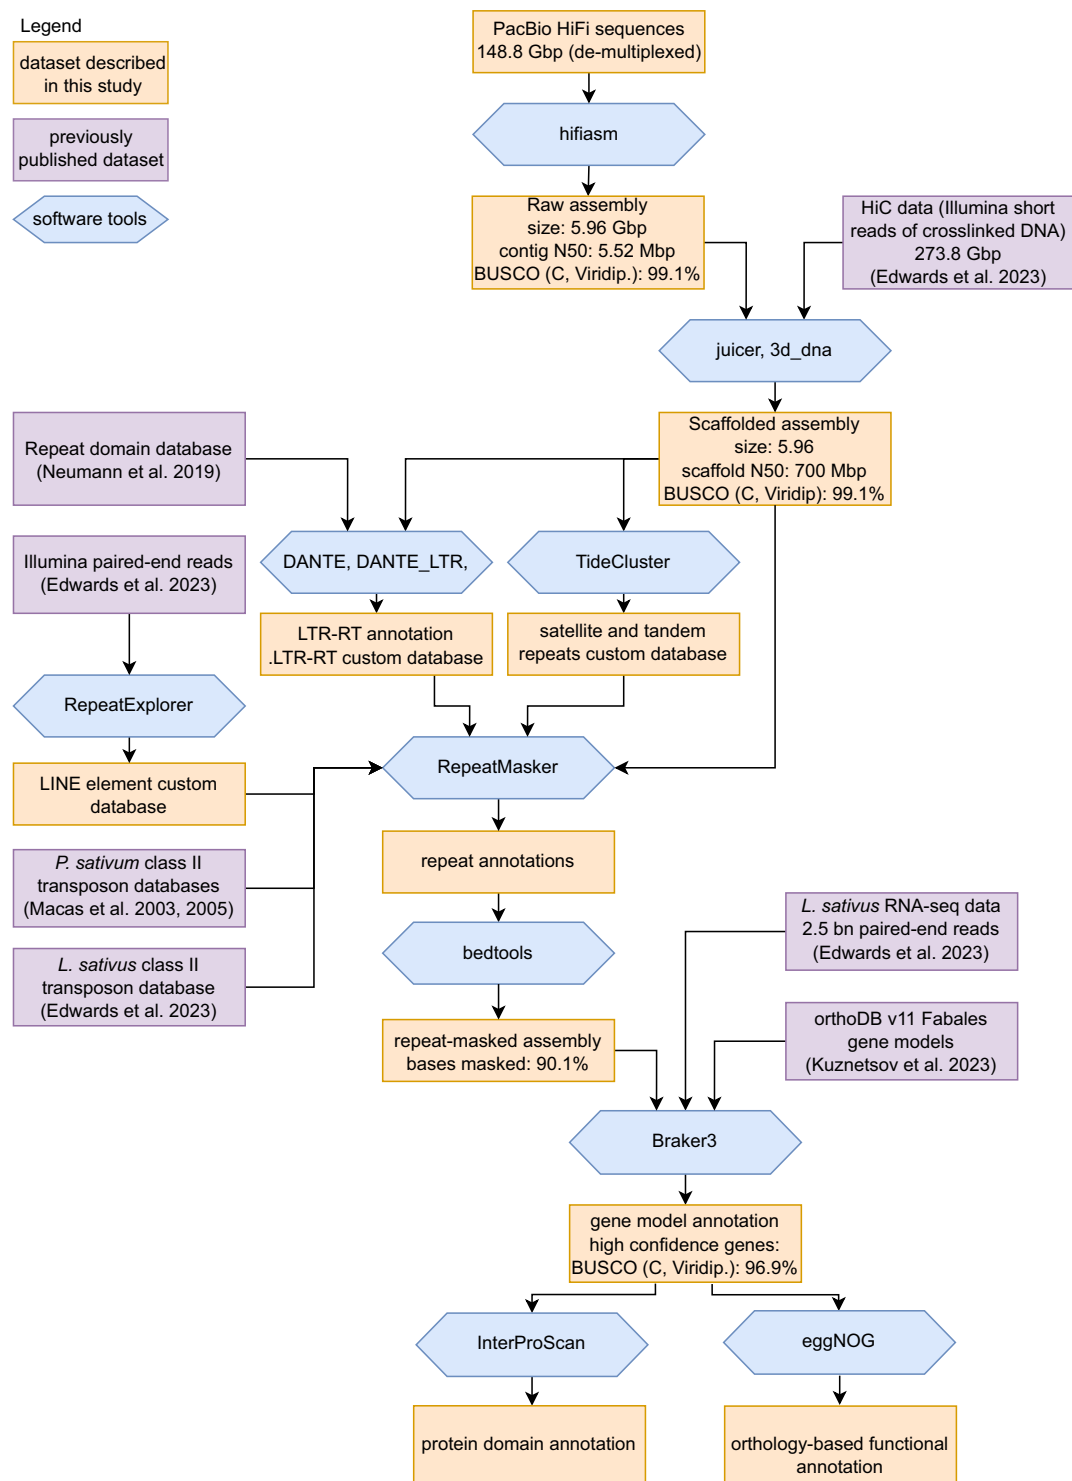 Legend
dataset described
in this study
previously
published dataset
software tools
PacBio HiFi sequences
148.8 Gbp (de-multiplexed)
hifiasm
Raw assembly
size: 5.96 Gbp
contig N50: 5.52 Mbp
BUSCO (C, Viridip.): 99.1%
HiC data (Illumina short
reads of crosslinked DNA)
273.8 Gbp
(Edwards et al. 2023)
juicer, 3d_dna
Scaffolded assembly
size: 5.96
scaffold N50: 700 Mbp
BUSCO (C, Viridip): 99.1%
Repeat domain database
(Neumann et al. 2019)
Illumina paired-end reads
(Edwards et al. 2023)
DANTE, DANTE_LTR,
TideCluster
LTR-RT annotation
.LTR-RT custom database
satellite and tandem
repeats custom database
RepeatExplorer
RepeatMasker
LINE element custom
database
repeat annotations
P. sativum class II
transposon databases
(Macas et al. 2003, 2005)
L. sativus class II
transposon database
(Edwards et al. 2023)
bedtools
L. sativus RNA-seq data
2.5 bn paired-end reads
(Edwards et al. 2023)
repeat-masked assembly
bases masked: 90.1%
orthoDB v11 Fabales
gene models
(Kuznetsov et al. 2023)
Braker3
gene model annotation
high confidence genes:
BUSCO (C, Viridip.): 96.9%
InterProScan
eggNOG
protein domain annotation
orthology-based functional
annotation